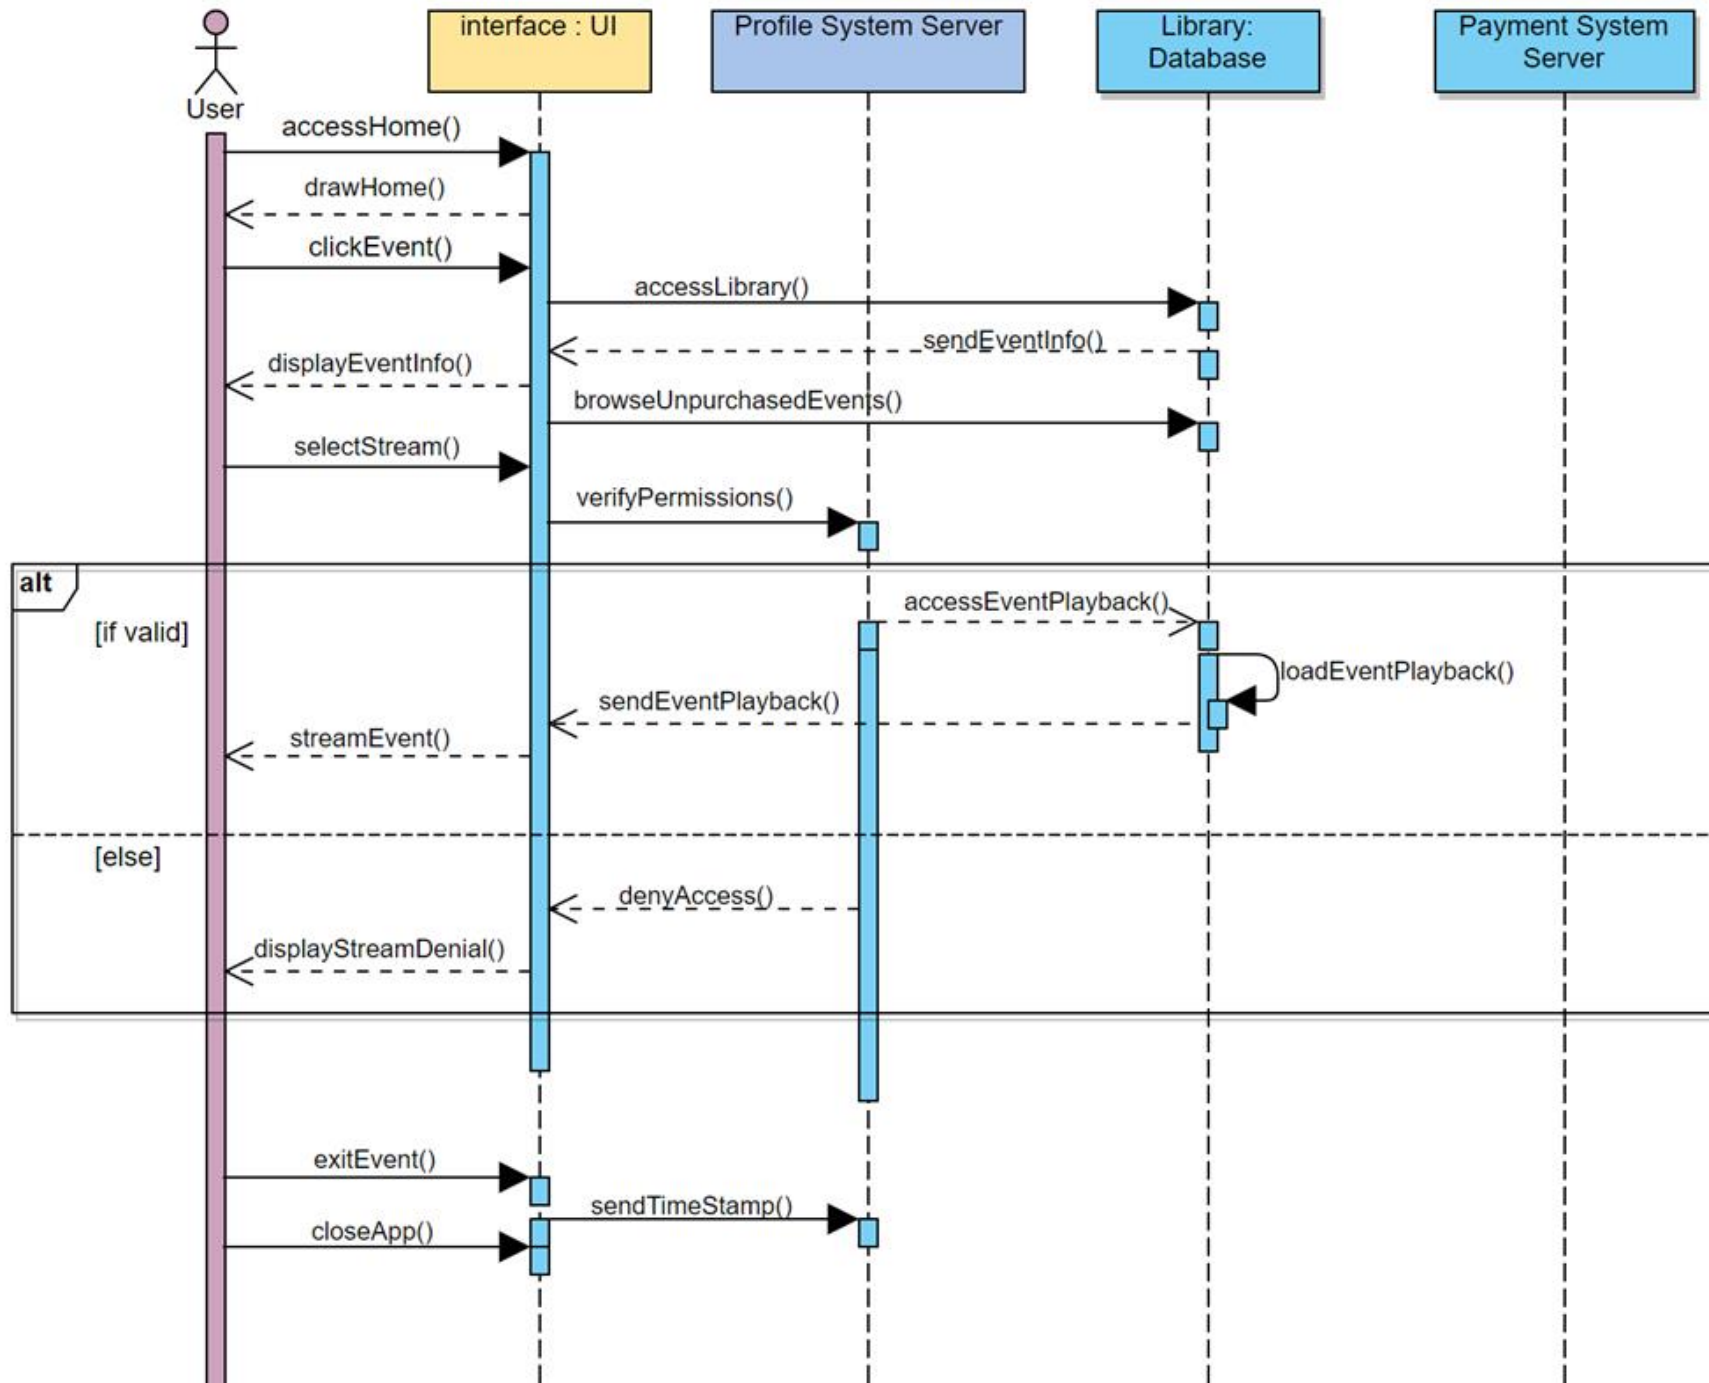 interface : UI
Profile System Server
Library:
Database
Payment System
Server
User
accessHome()
drawHome()
clickEvent()
accessLibrary()
sendEventInfo()
displayEventInfo()
browseUnpurchasedEvents()
selectStream()
verifyPermissions()
alt
[if valid]
accessEventPlayback()
loadEventPlayback()
sendEventPlayback()
streamEvent()
[else]
denyAccess()
displayStreamDenial()
exitEvent()
sendTimeStamp()
closeApp()